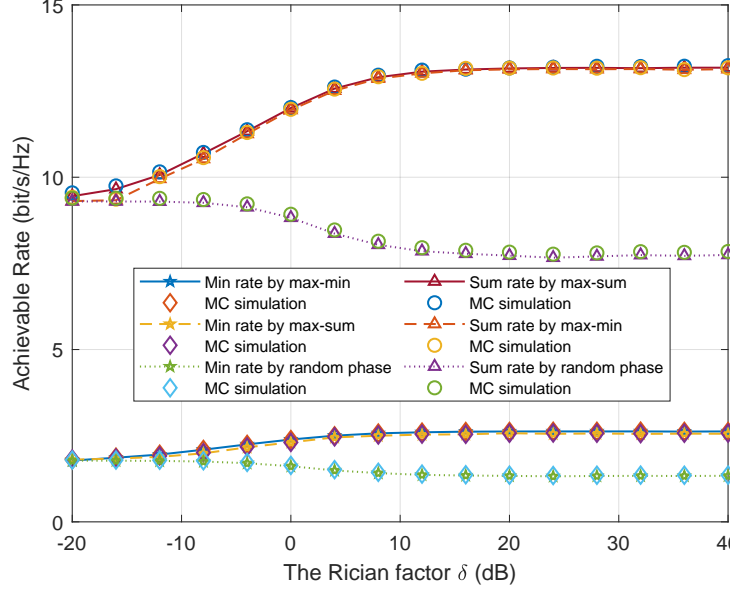 15
10
5
0
Achievable Rate (bit/s/Hz)
Min rate by max-min
MC simulation
Min rate by max-sum
MC simulation
Min rate by random phase
MC simulation
Sum rate by max-sum
MC simulation
Sum rate by max-min
MC simulation
Sum rate by random phase
MC simulation
-20 -10 0 10 20 30 40
The Rician factor δ (dB)